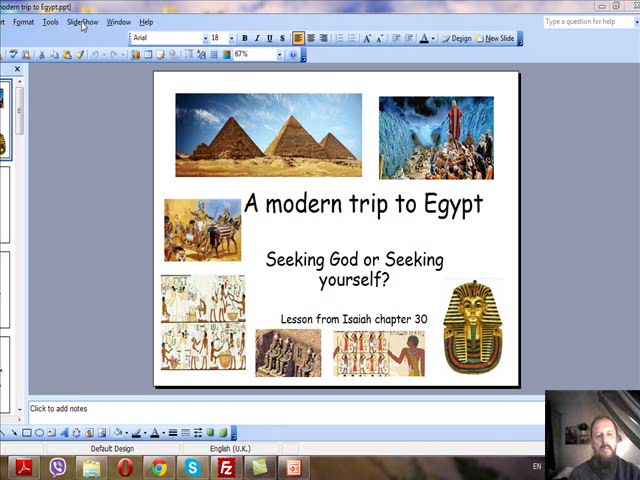 modern trip to Egypt.ppt]
Format Tools Slide Show Window Help
Type a question for help
Arial 18 B I U S A Design New Slide
67%
A modern trip to Egypt
Seeking God or Seeking
yourself?
Lesson from Isaiah chapter 30
Click to add notes
Default Design English (U.K.)
EN